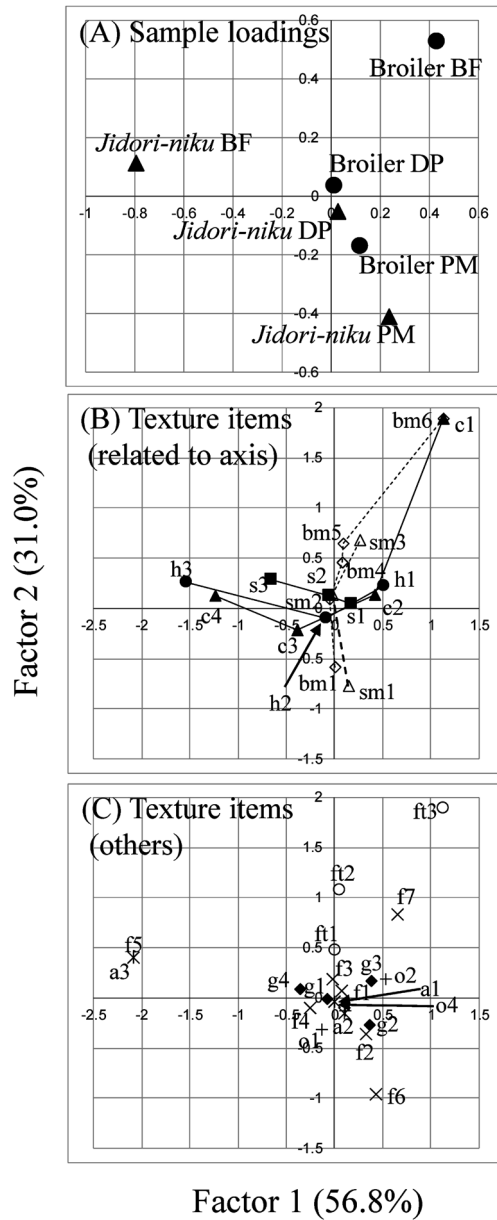 (A) Sample loadings
0.6
Broiler BF
0.4
0.2
Jidori-niku BF
Broiler DP
0
-1 -0.8 -0.6 -0.4 -0.2 0 0.2 0.4 0.6
Jidori-niku DP
-0.2
Broiler PM
-0.4
Jidori-niku PM
-0.6
(B) Texture items
(related to axis)
2
bm6
c1
1.5
1
bm5
sm3
0.5
h3
s3
s2
bm4
h1
sm2
0
c4
s1
c2
-1.5 -1 -0.5 0 0.5 1 1.5
c3
-0.5
h2
bm1
sm1
-1
-1.5
Factor 2 (31.0%)
(C) Texture items
(others)
2
ft3
1.5
ft2
1
f7
ft1
0.5
f5
a3
f3
g3
o2
g4
g1
f1
a1
0
o4
-2.5 -2 -1.5 -1 -0.5 0 0.5 1 1.5
f4
a2
g2
o1
f2
-0.5
f6
-1
-1.5
Factor 1 (56.8%)